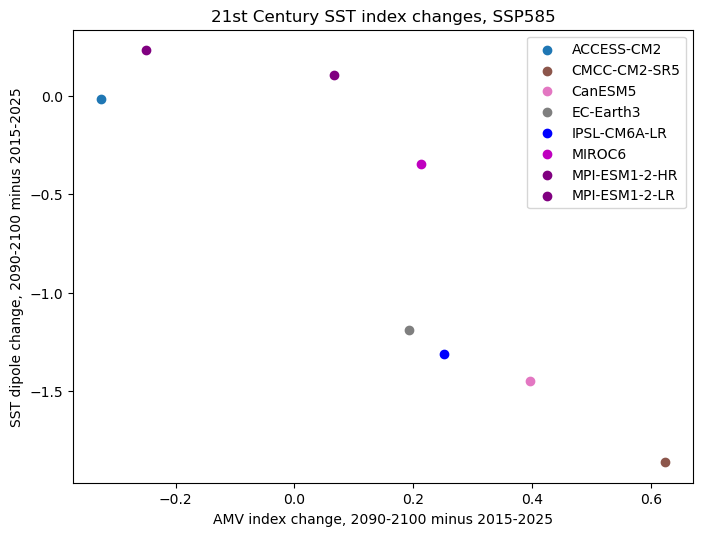 21st Century SST index changes, SSP585
ACCESS-CM2
CMCC-CM2-SR5
CanESM5
EC-Earth3
IPSL-CM6A-LR
MIROC6
MPI-ESM1-2-HR
MPI-ESM1-2-LR
SST dipole change, 2090-2100 minus 2015-2025
0.0
−0.5
−1.0
−1.5
−0.2
0.0
0.2
0.4
0.6
AMV index change, 2090-2100 minus 2015-2025